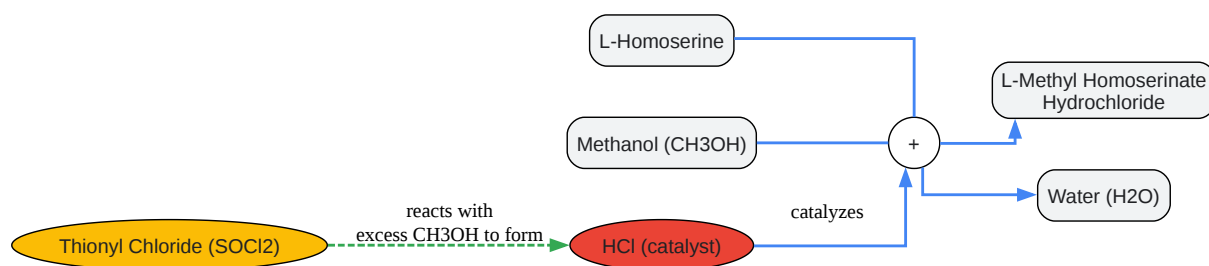 L-Homoserine
L-Methyl Homoserinate
Hydrochloride
Methanol (CH3OH)
+
Water (H2O)
reacts with
excess CH3OH to form
catalyzes
Thionyl Chloride (SOCl2)
HCl (catalyst)